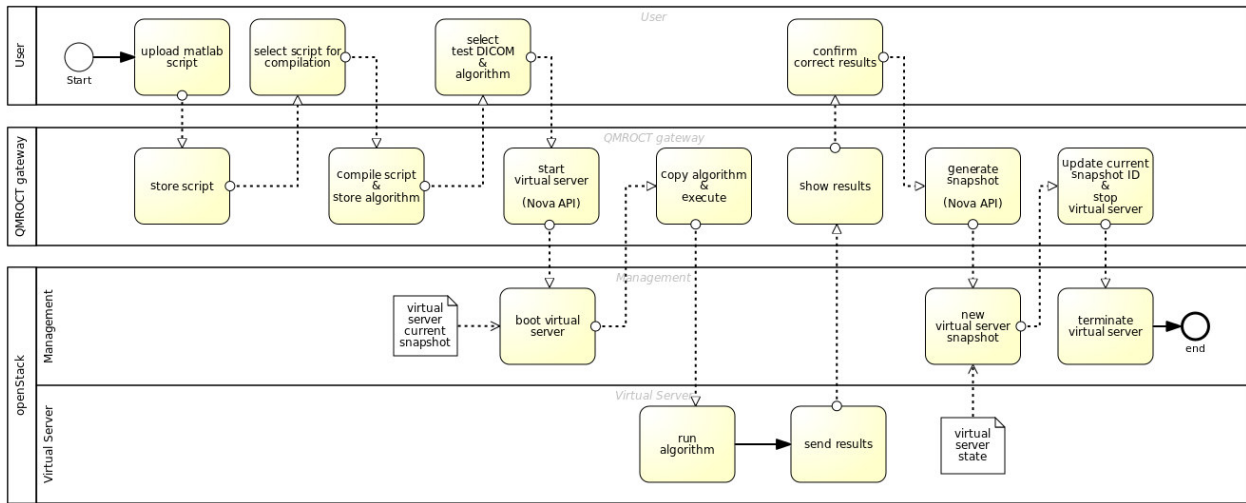 User
User
Start
upload matlab
script
select script for
compilation
select
test DICOM
&
algorithm
confirm
correct results
QMROCT gateway
QMROCT gateway
store script
compile script
&
store algorithm
start
virtual server
(Nova API)
copy algorithm
&
execute
show results
generate
snapshot
(Nova API)
update current
snapshot ID
&
stop
virtual server
openStack
Management
Management
virtual
server
current
snapshot
boot virtual
server
new
virtual server
snapshot
terminate
virtual server
end
Virtual Server
Virtual Server
run
algorithm
send results
virtual
server
state